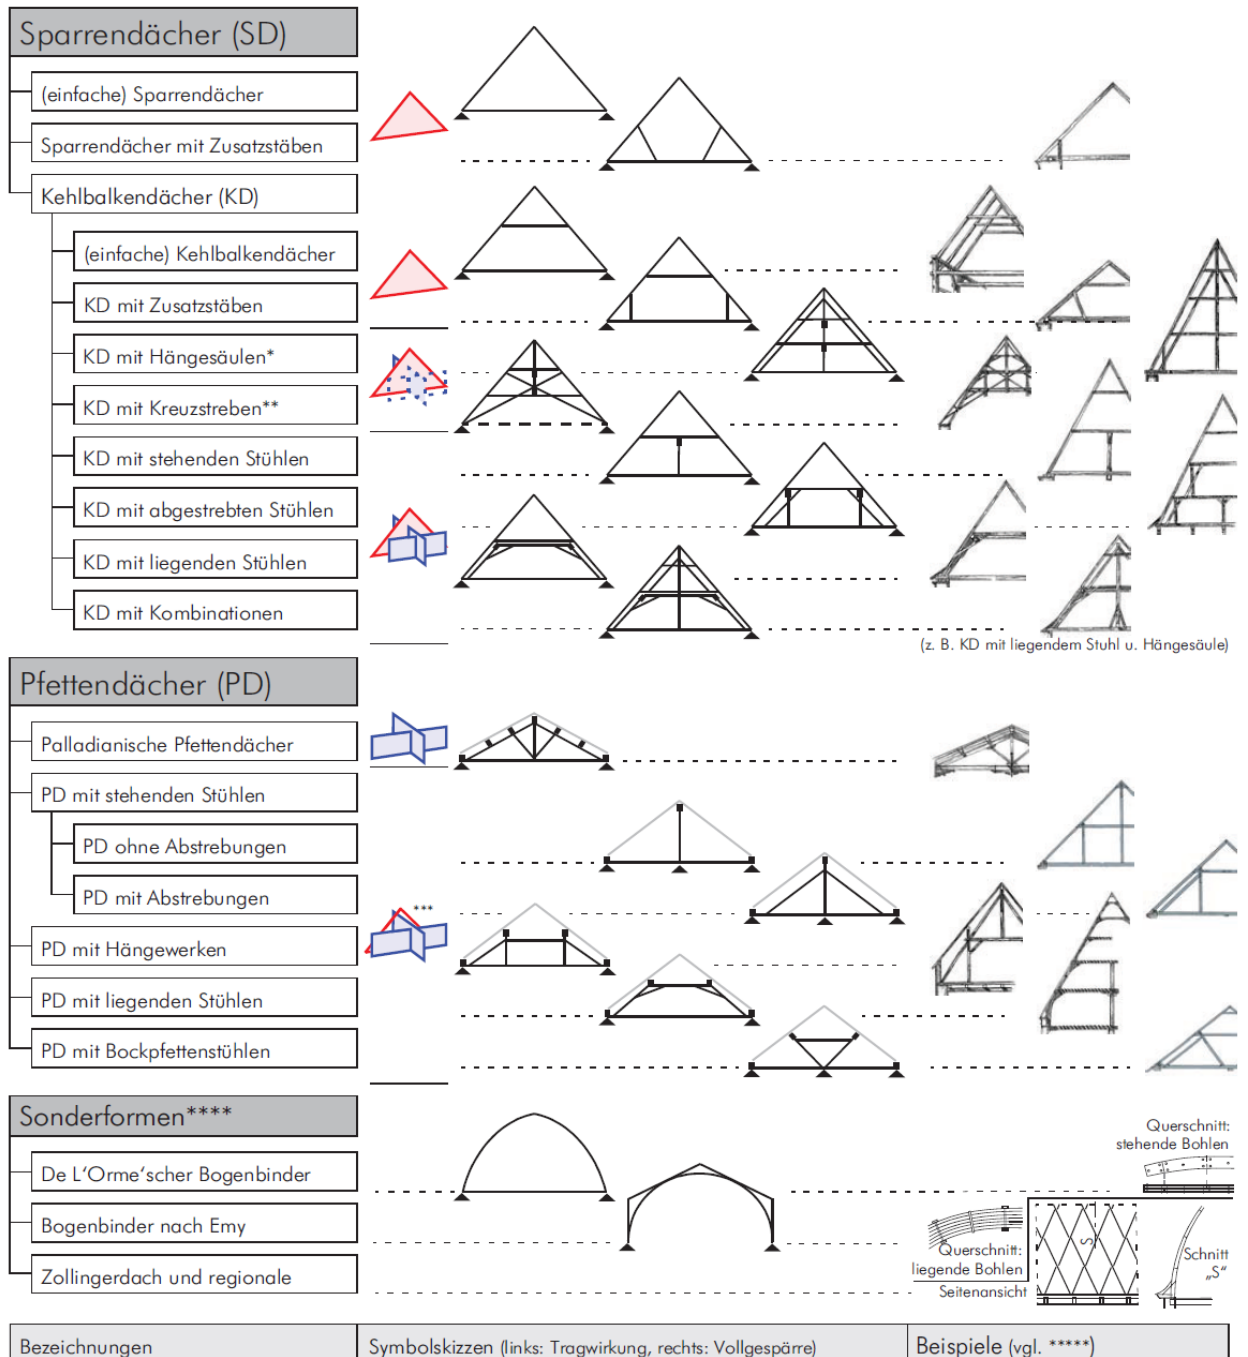 Sparrendächer (SD)
(einfache) Sparrendächer
Sparrendächer mit Zusatzstäben
Kehlbalkendächer (KD)
(einfache) Kehlbalkendächer
KD mit Zusatzstäben
KD mit Hängesäulen*
KD mit Kreuzstreben**
KD mit stehenden Stühlen
KD mit abgestrebten Stühlen
KD mit liegenden Stühlen
KD mit Kombinationen
(z. B. KD mit liegendem Stuhl u. Hängesäule)
Pfettendächer (PD)
Palladianische Pfettendächer
PD mit stehenden Stühlen
PD ohne Abstrebungen
PD mit Abstrebungen
***
PD mit Hängewerken
PD mit liegenden Stühlen
PD mit Bockpfettenstühlen
Sonderformen****
Querschnitt:
stehende Bohlen
De L‘Orme‘scher Bogenbinder
Bogenbinder nach Emy
Querschnitt:
liegende Bohlen
S
Schnitt
„S“
Zollingerdach und regionale
Seitenansicht
Bezeichnungen
Symbolskizzen (links: Tragwirkung, rechts: Vollgespärre)
Beispiele (vgl. *****)